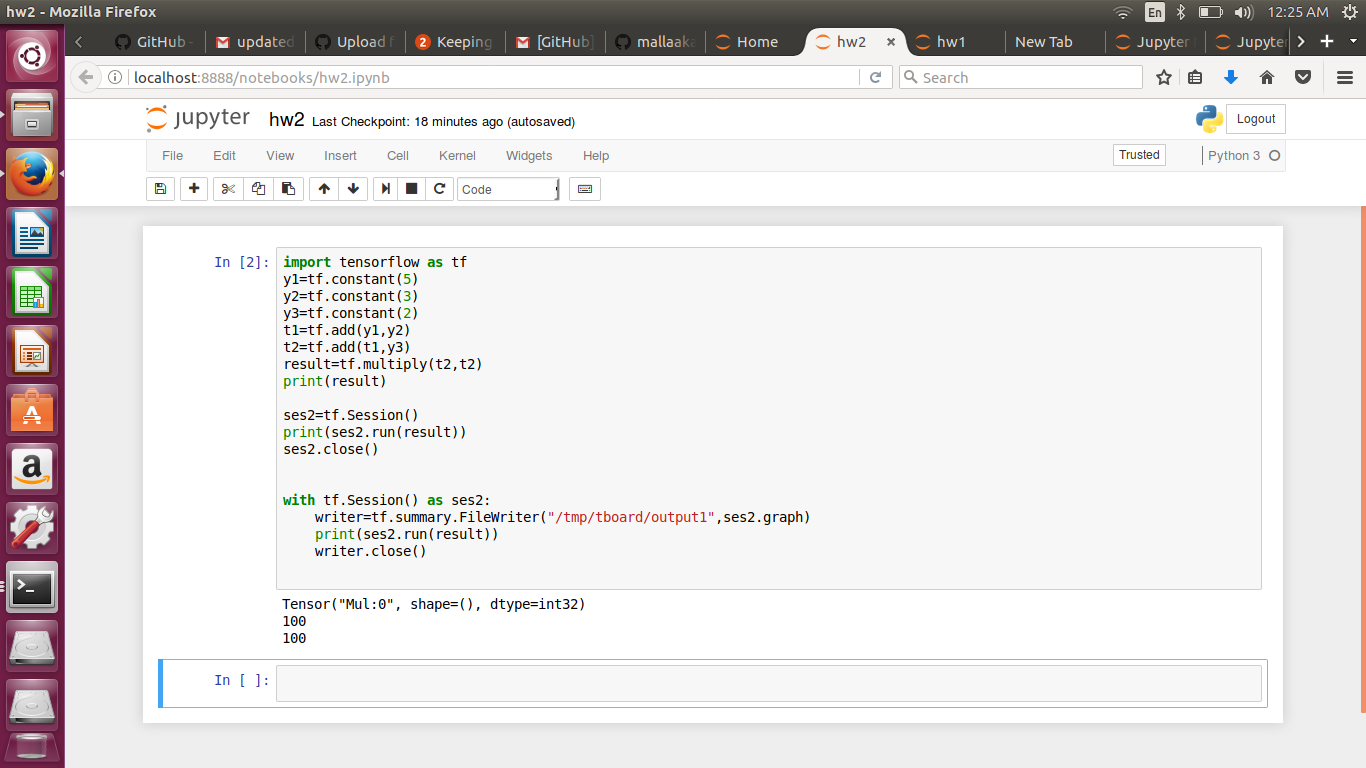 hw2 - Mozilla Firefox
En
12:25 AM
GitHub -
updated
Upload f
2
Keeping
[GitHub]
mallaaka
Home
hw2
hw1
New Tab
Jupyter
Jupyter
localhost:8888/notebooks/hw2.ipynb
Search
jupyter
hw2 Last Checkpoint: 18 minutes ago (autosaved)
Logout
File Edit View Insert Cell Kernel Widgets Help
Trusted
Python 3
Code
In [2]:
import tensorflow as tf
y1=tf.constant(5)
y2=tf.constant(3)
y3=tf.constant(2)
t1=tf.add(y1,y2)
t2=tf.add(t1,y3)
result=tf.multiply(t2,t2)
print(result)
ses2=tf.Session()
print(ses2.run(result))
ses2.close()
with tf.Session() as ses2:
    writer=tf.summary.FileWriter("/tmp/tboard/output1",ses2.graph)
    print(ses2.run(result))
    writer.close()
Tensor("Mul:0", shape=(), dtype=int32)
100
100
In [ ]: